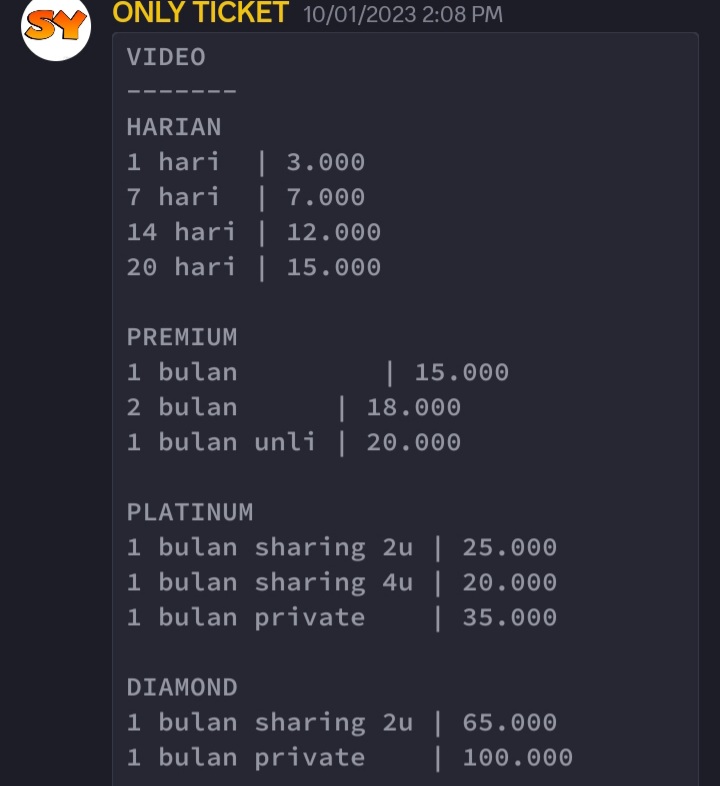 SY
ONLY TICKET 10/01/2023 2:08 PM
VIDEO
-------
HARIAN
1 hari  | 3.000
7 hari  | 7.000
14 hari | 12.000
20 hari | 15.000
PREMIUM
1 bulan         | 15.000
2 bulan      | 18.000
1 bulan unli | 20.000
PLATINUM
1 bulan sharing 2u | 25.000
1 bulan sharing 4u | 20.000
1 bulan private    | 35.000
DIAMOND
1 bulan sharing 2u | 65.000
1 bulan private    | 100.000